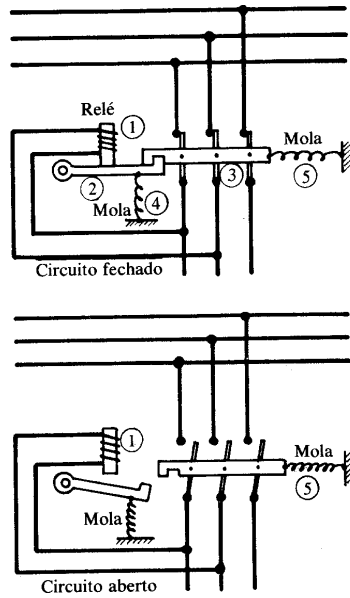 Relé
①
Mola
②
③
④
Mola
⑤
Circuito fechado
①
Mola
⑤
Mola
Circuito aberto